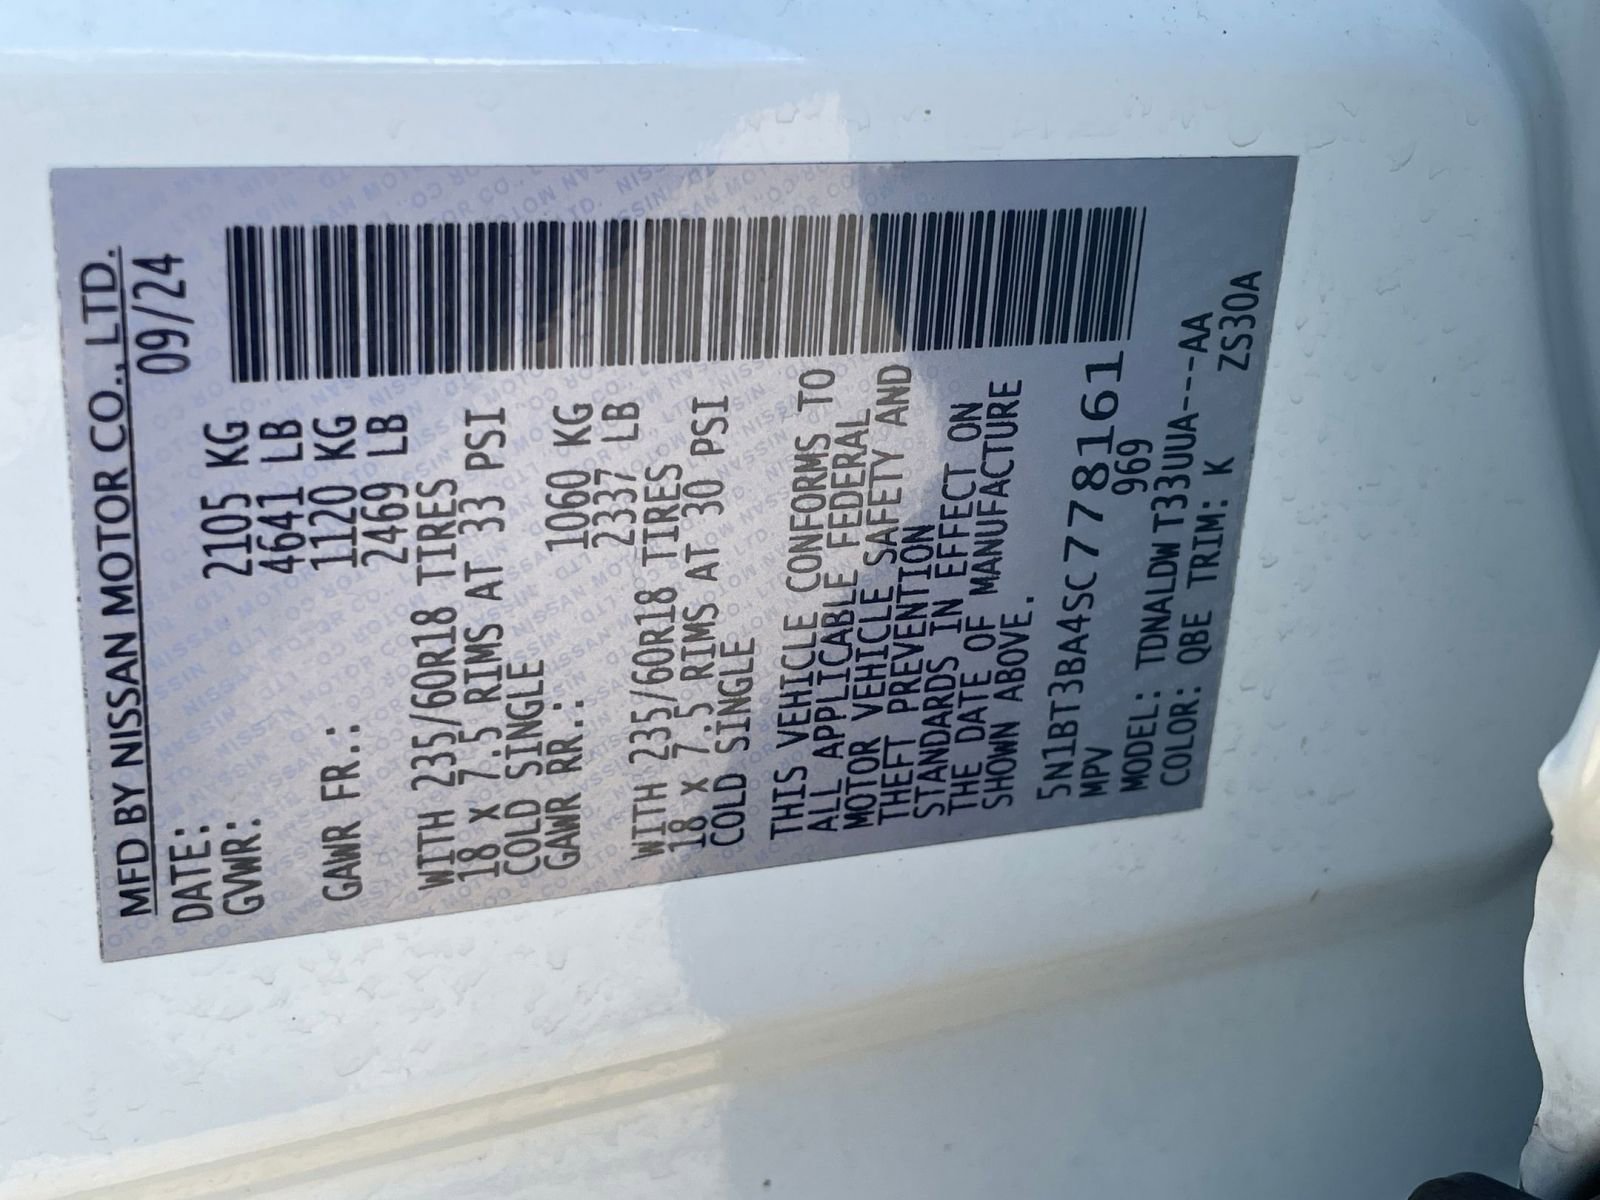 MFD BY NISSAN MOTOR CO., LTD.
DATE: 09/24
GVWR: 2105 KG
4641 LB
GAWR FR.: 1120 KG
2469 LB
WITH 235/60R18 TIRES
18 X 7.5 RIMS AT 33 PSI
COLD SINGLE
GAWR RR.: 1060 KG
2337 LB
WITH 235/60R18 TIRES
18 X 7.5 RIMS AT 30 PSI
COLD SINGLE
THIS VEHICLE CONFORMS TO
ALL APPLICABLE FEDERAL
MOTOR VEHICLE SAFETY AND
THEFT PREVENTION
STANDARDS IN EFFECT ON
THE DATE OF MANUFACTURE
SHOWN ABOVE.
5N1BT3BA4SC778161
MPV 969
MODEL: TDNALDW T33UUA---AA
COLOR: QBE TRIM: K ZS30A